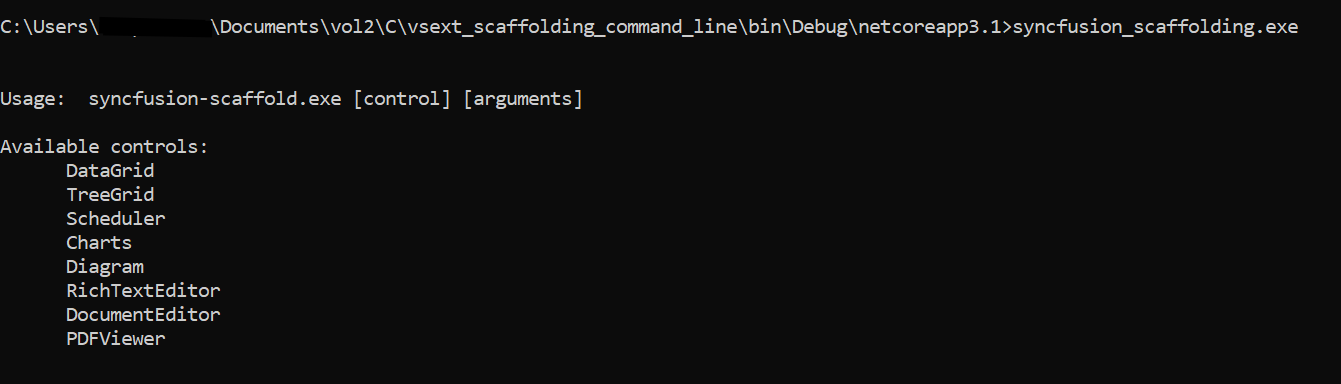 C:\Users\ \Documents\vol2\C\vsext_scaffolding_command_line\bin\Debug\netcoreapp3.1>syncfusion_scaffolding.exe
Usage:  syncfusion-scaffold.exe [control] [arguments]
Available controls:
DataGrid
TreeGrid
Scheduler
Charts
Diagram
RichTextEditor
DocumentEditor
PDFViewer